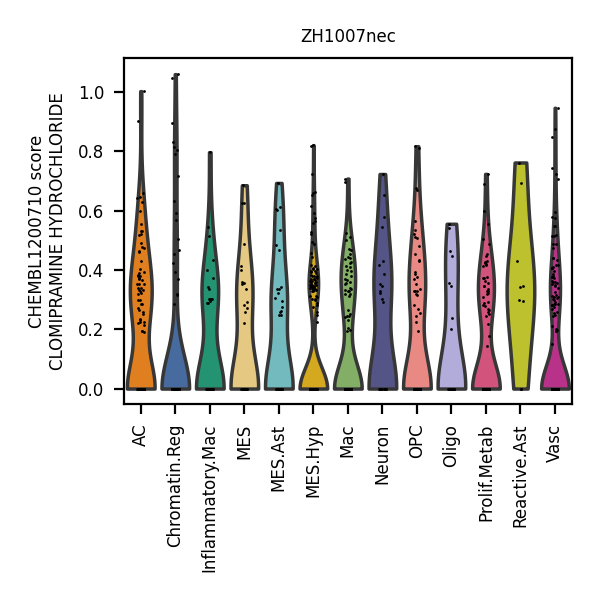 ZH1007nec
CHEMBL1200710 score
CLOMIPRAMINE HYDROCHLORIDE
1.0
0.8
0.6
0.4
0.2
0.0
AC
Chromatin.Reg
Inflammatory.Mac
MES
MES.Ast
MES.Hyp
Mac
Neuron
OPC
Oligo
Prolif.Metab
Reactive.Ast
Vasc